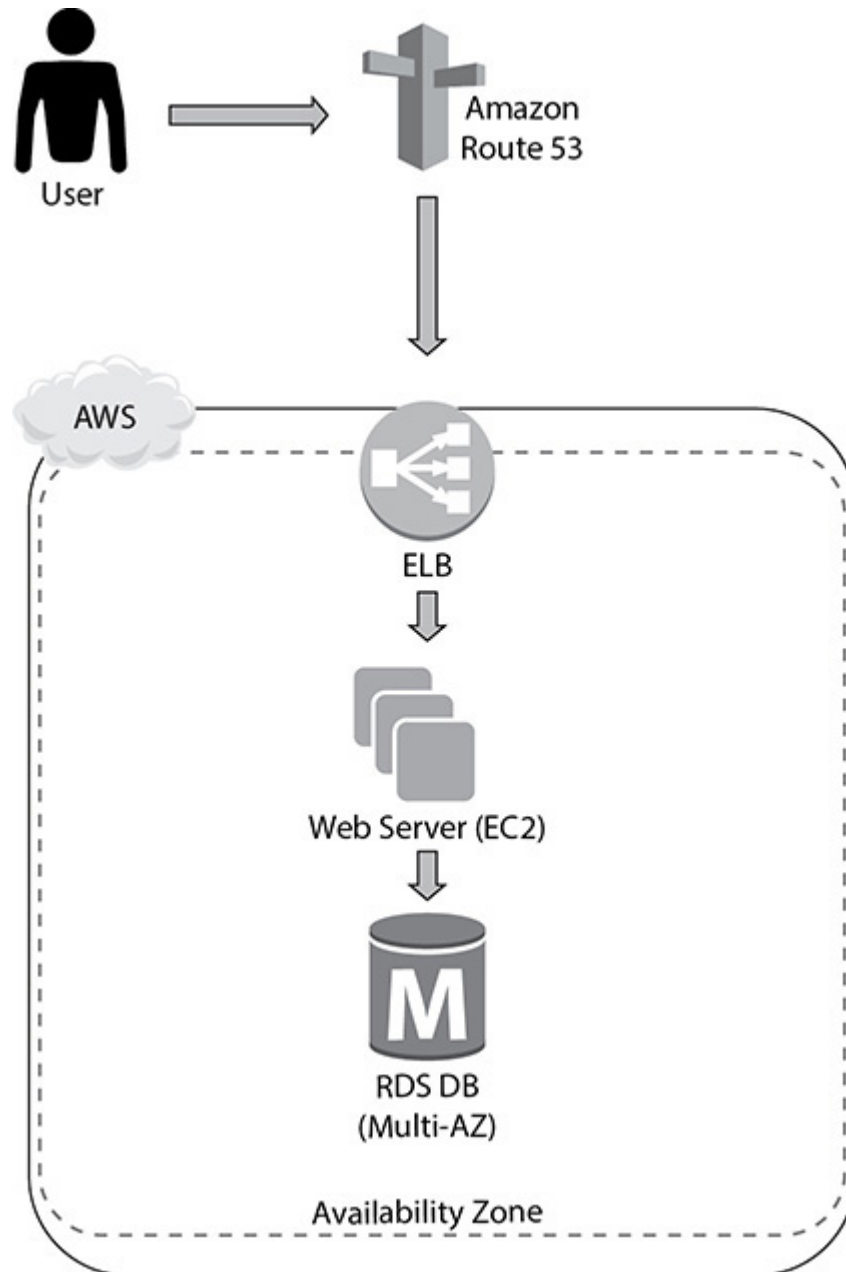 User
Amazon
Route 53
AWS
ELB
Web Server (EC2)
M
RDS DB
(Multi-AZ)
Availability Zone